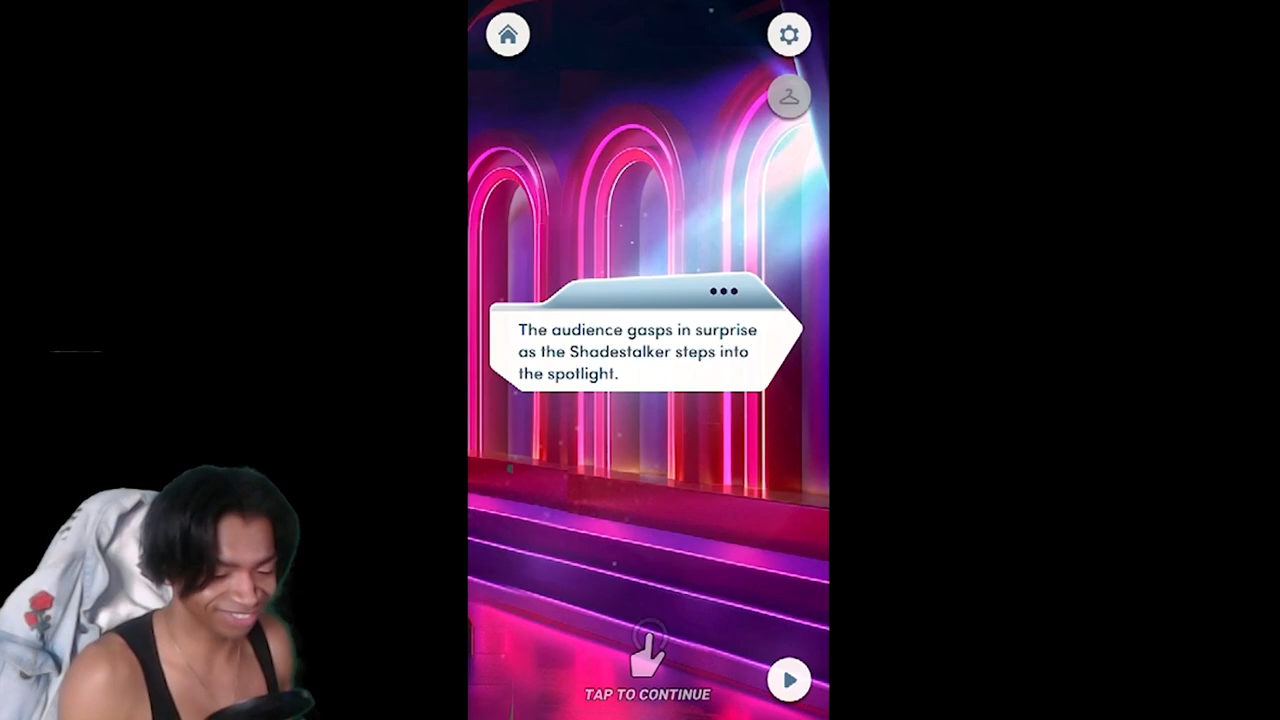 The audience gasps in surprise
as the Shadestalker steps into
the spotlight.
TAP TO CONTINUE